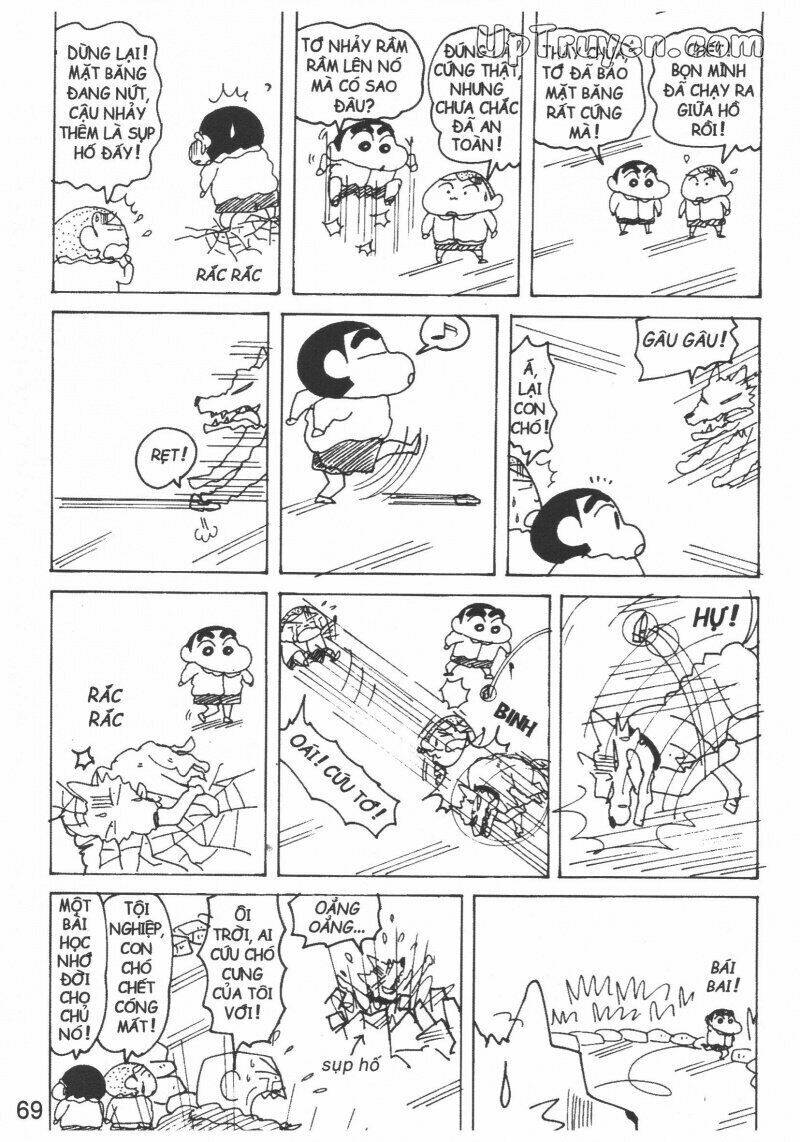 UpTruyen.com
CHẾT,
BỌN MÌNH
ĐÃ CHẠY RA
GIỮA HỒ
RỒI!
THẤY CHƯA,
TỚ ĐÃ BẢO
MẶT BĂNG
RẤT CỨNG
MÀ!
ĐÚNG LÀ
CỨNG THẬT,
NHƯNG
CHƯA CHẮC
ĐÃ AN
TOÀN!
TỚ NHẢY RẦM
RẦM LÊN NÓ
MÀ CÓ SAO
ĐÂU?
DỪNG LẠI!
MẶT BĂNG
ĐANG NỨT,
CẬU NHẢY
THÊM LÀ SỤP
HỐ ĐẤY!
RẮC RẮC
GÂU GÂU!
Á,
LẠI
CON
CHÓ!
RẸT!
HỰ!
BINH
OÁI! CỨU TỚ!
RẮC
RẮC
BÁI
BAI!
OẲNG
OẲNG...
sụp hố
ÔI
TRỜI, AI
CỨU CHÓ
CƯNG
CỦA TÔI
VỚI!
TỘI
NGHIỆP,
CON
CHÓ
CHẾT
CÓNG
MẤT!
MỘT
BÀI
HỌC
NHỚ
ĐỜI
CHO
CHỦ
NÓ!
69